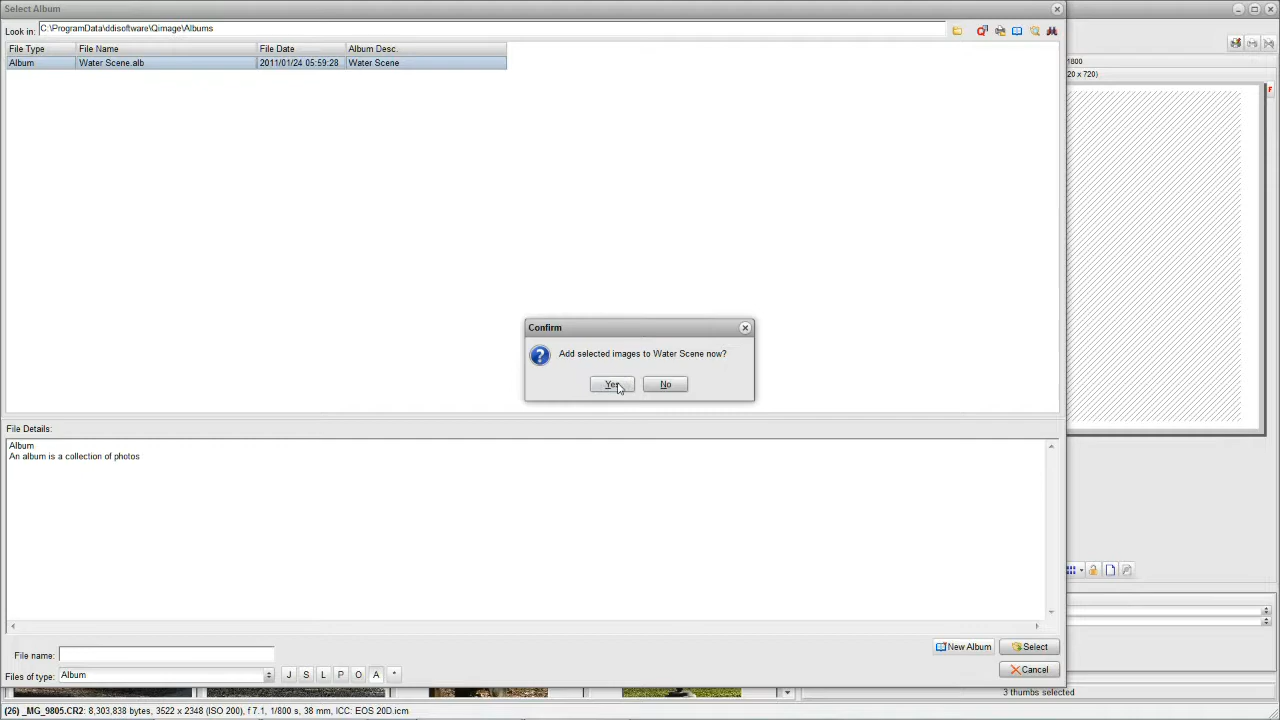 Select Album
Look in: C:\ProgramData\ddisoftware\Qimage\Albums
File Type File Name File Date Album Desc.
Album Water Scene.alb 2011/01/24 05:59:28 Water Scene
1800
20 x 720)
F
Confirm
Add selected images to Water Scene now?
Yes No
File Details:
Album
An album is a collection of photos
File name:
New Album Select
Files of type: Album J S L P O A *
Cancel
3 thumbs selected
(26) _MG_9805.CR2: 8,303,838 bytes, 3522 x 2348 (ISO 200), f 7.1, 1/800 s, 38 mm, ICC: EOS 20D.icm